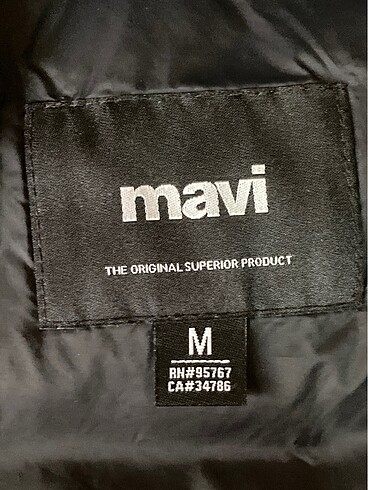 mavi
THE ORIGINAL SUPERIOR PRODUCT
M
RN#95767
CA#34786